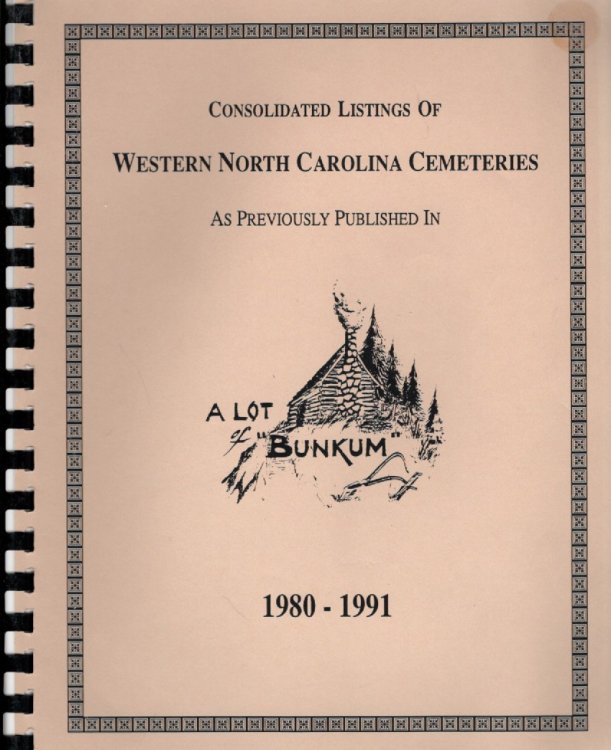 CONSOLIDATED LISTINGS OF
WESTERN NORTH CAROLINA CEMETERIES
AS PREVIOUSLY PUBLISHED IN
A LOT
of "BUNKUM"
1980 - 1991